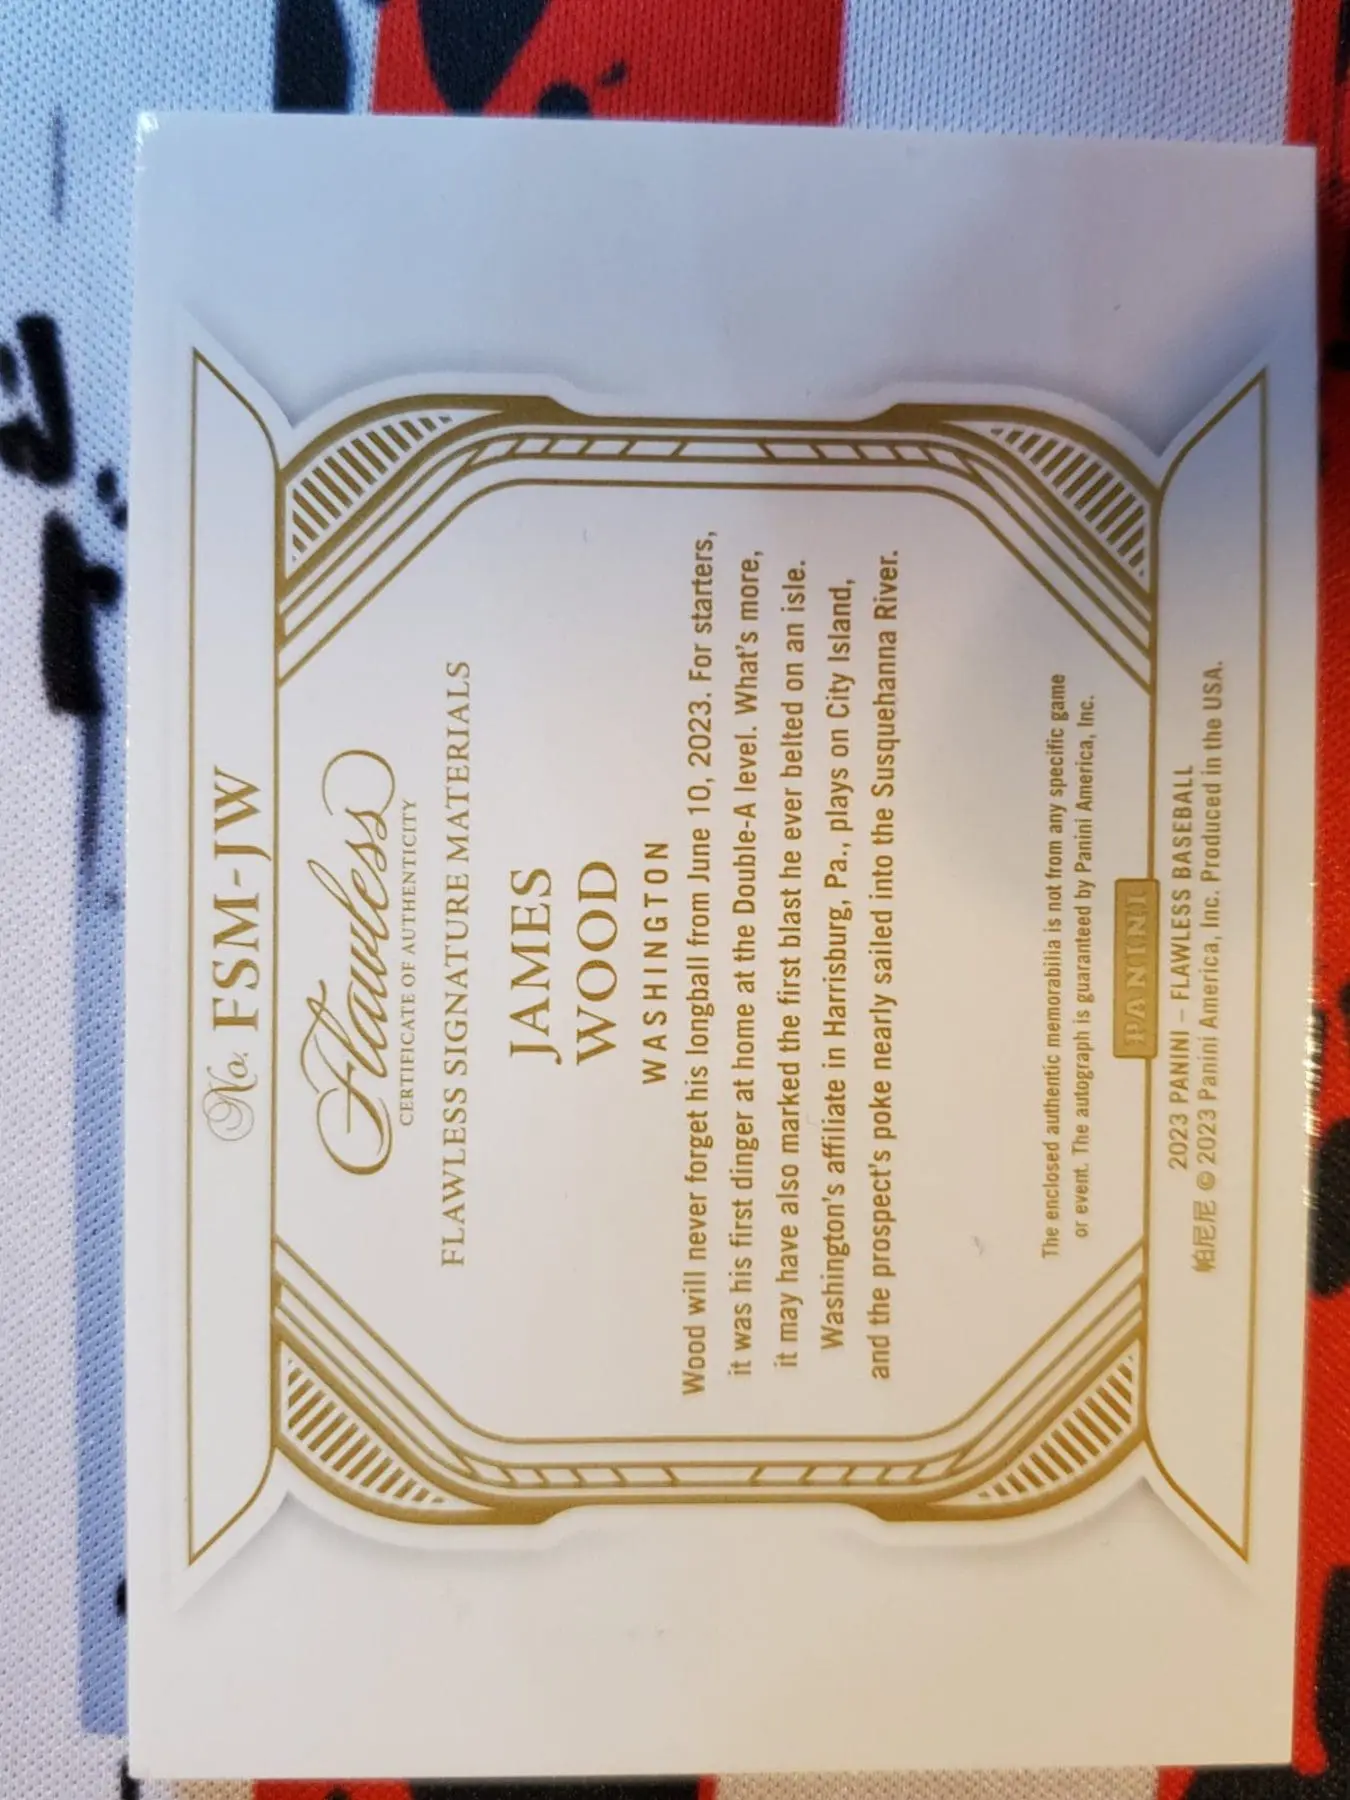 No. FSM-JW
Flawless
CERTIFICATE OF AUTHENTICITY
FLAWLESS SIGNATURE MATERIALS
JAMES
WOOD
WASHINGTON
Wood will never forget his longball from June 10, 2023. For starters,
it was his first dinger at home at the Double-A level. What's more,
it may have also marked the first blast he ever belted on an isle.
Washington's affiliate in Harrisburg, Pa., plays on City Island,
and the prospect's poke nearly sailed into the Susquehanna River.
The enclosed authentic memorabilia is not from any specific game
or event. The autograph is guaranteed by Panini America, Inc.
PANINI
2023 PANINI – FLAWLESS BASEBALL
帕尼尼 © 2023 Panini America, Inc. Produced in the USA.